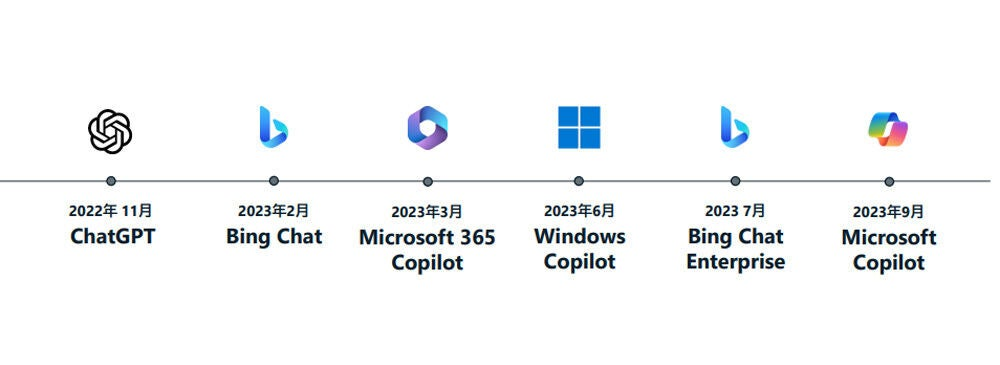 2022年 11月
ChatGPT
2023年2月
Bing Chat
2023年3月
Microsoft 365
Copilot
2023年6月
Windows
Copilot
2023 7月
Bing Chat
Enterprise
2023年9月
Microsoft
Copilot